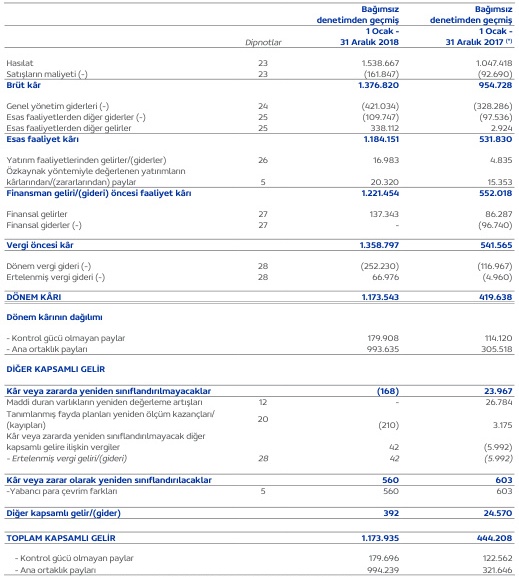 Bağımsız Bağımsız
denetimden geçmiş denetimden geçmiş
1 Ocak - 1 Ocak -
Dipnotlar 31 Aralık 2018 31 Aralık 2017 (*)
Hasılat 23 1.538.667 1.047.418
Satışların maliyeti (-) 23 (161.847) (92.690)
Brüt kâr 1.376.820 954.728
Genel yönetim giderleri (-) 24 (421.034) (328.286)
Esas faaliyetlerden diğer giderler (-) 25 (109.747) (97.536)
Esas faaliyetlerden diğer gelirler 25 338.112 2.924
Esas faaliyet kârı 1.184.151 531.830
Yatırım faaliyetlerinden gelirler/(giderler) 26 16.983 4.835
Özkaynak yöntemiyle değerlenen yatırımların
kârlarından/(zararlarından) paylar 5 20.320 15.353
Finansman geliri/(gideri) öncesi faaliyet kârı 1.221.454 552.018
Finansal gelirler 27 137.343 86.287
Finansal giderler (-) 27 - (96.740)
Vergi öncesi kâr 1.358.797 541.565
Dönem vergi gideri (-) 28 (252.230) (116.967)
Ertelenmiş vergi gideri (-) 28 66.976 (4.960)
DÖNEM KÂRI 1.173.543 419.638
Dönem kârının dağılımı
- Kontrol gücü olmayan paylar 179.908 114.120
- Ana ortaklık payları 993.635 305.518
DİĞER KAPSAMLI GELİR
Kâr veya zararda yeniden sınıflandırılmayacaklar (168) 23.967
Maddi duran varlıkların yeniden değerleme artışları 12 - 26.784
Tanımlanmış fayda planları yeniden ölçüm kazançları/
(kayıpları) 20 (210) 3.175
Kâr veya zararda yeniden sınıflandırılmayacak diğer
kapsamlı gelire ilişkin vergiler 42 (5.992)
- Ertelenmiş vergi geliri/(gideri) 28 42 (5.992)
Kâr veya zarar olarak yeniden sınıflandırılacaklar 560 603
-Yabancı para çevrim farkları 5 560 603
Diğer kapsamlı gelir/(gider) 392 24.570
TOPLAM KAPSAMLI GELİR 1.173.935 444.208
- Kontrol gücü olmayan paylar 179.696 122.562
- Ana ortaklık payları 994.239 321.646